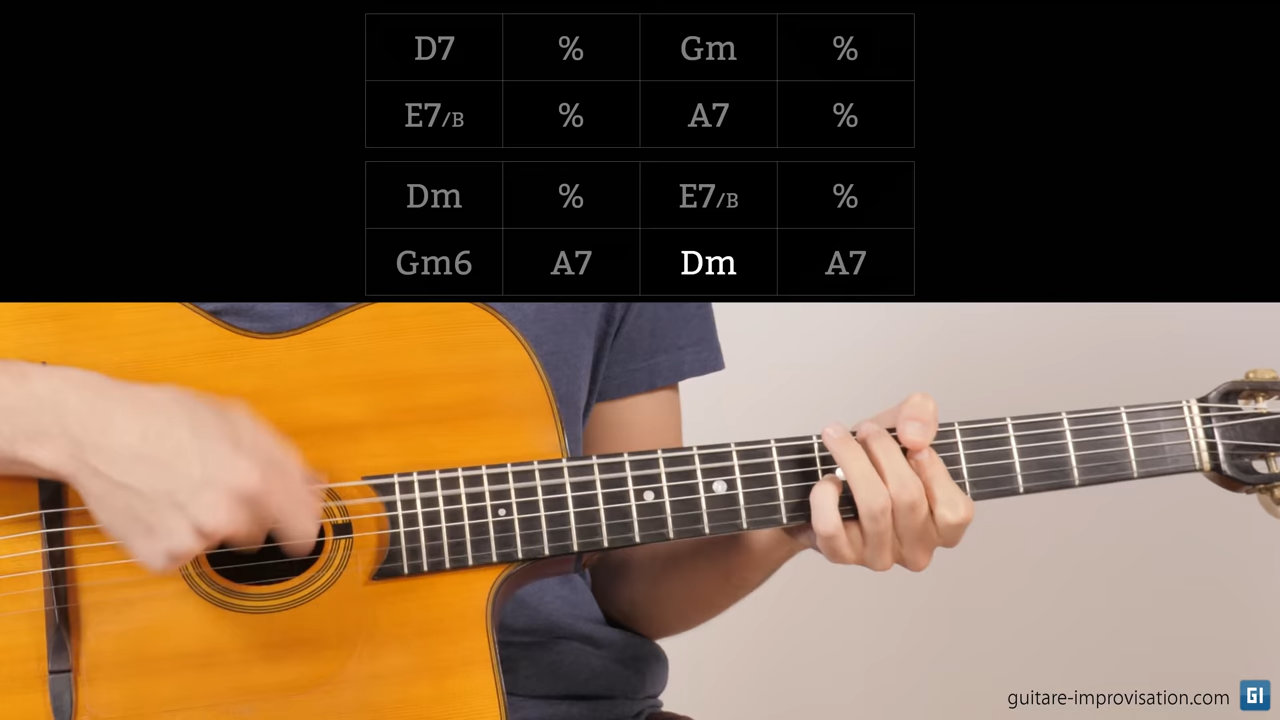 D7 % Gm %
E7/B % A7 %
Dm % E7/B %
Gm6 A7 Dm A7
guitare-improvisation.com GI